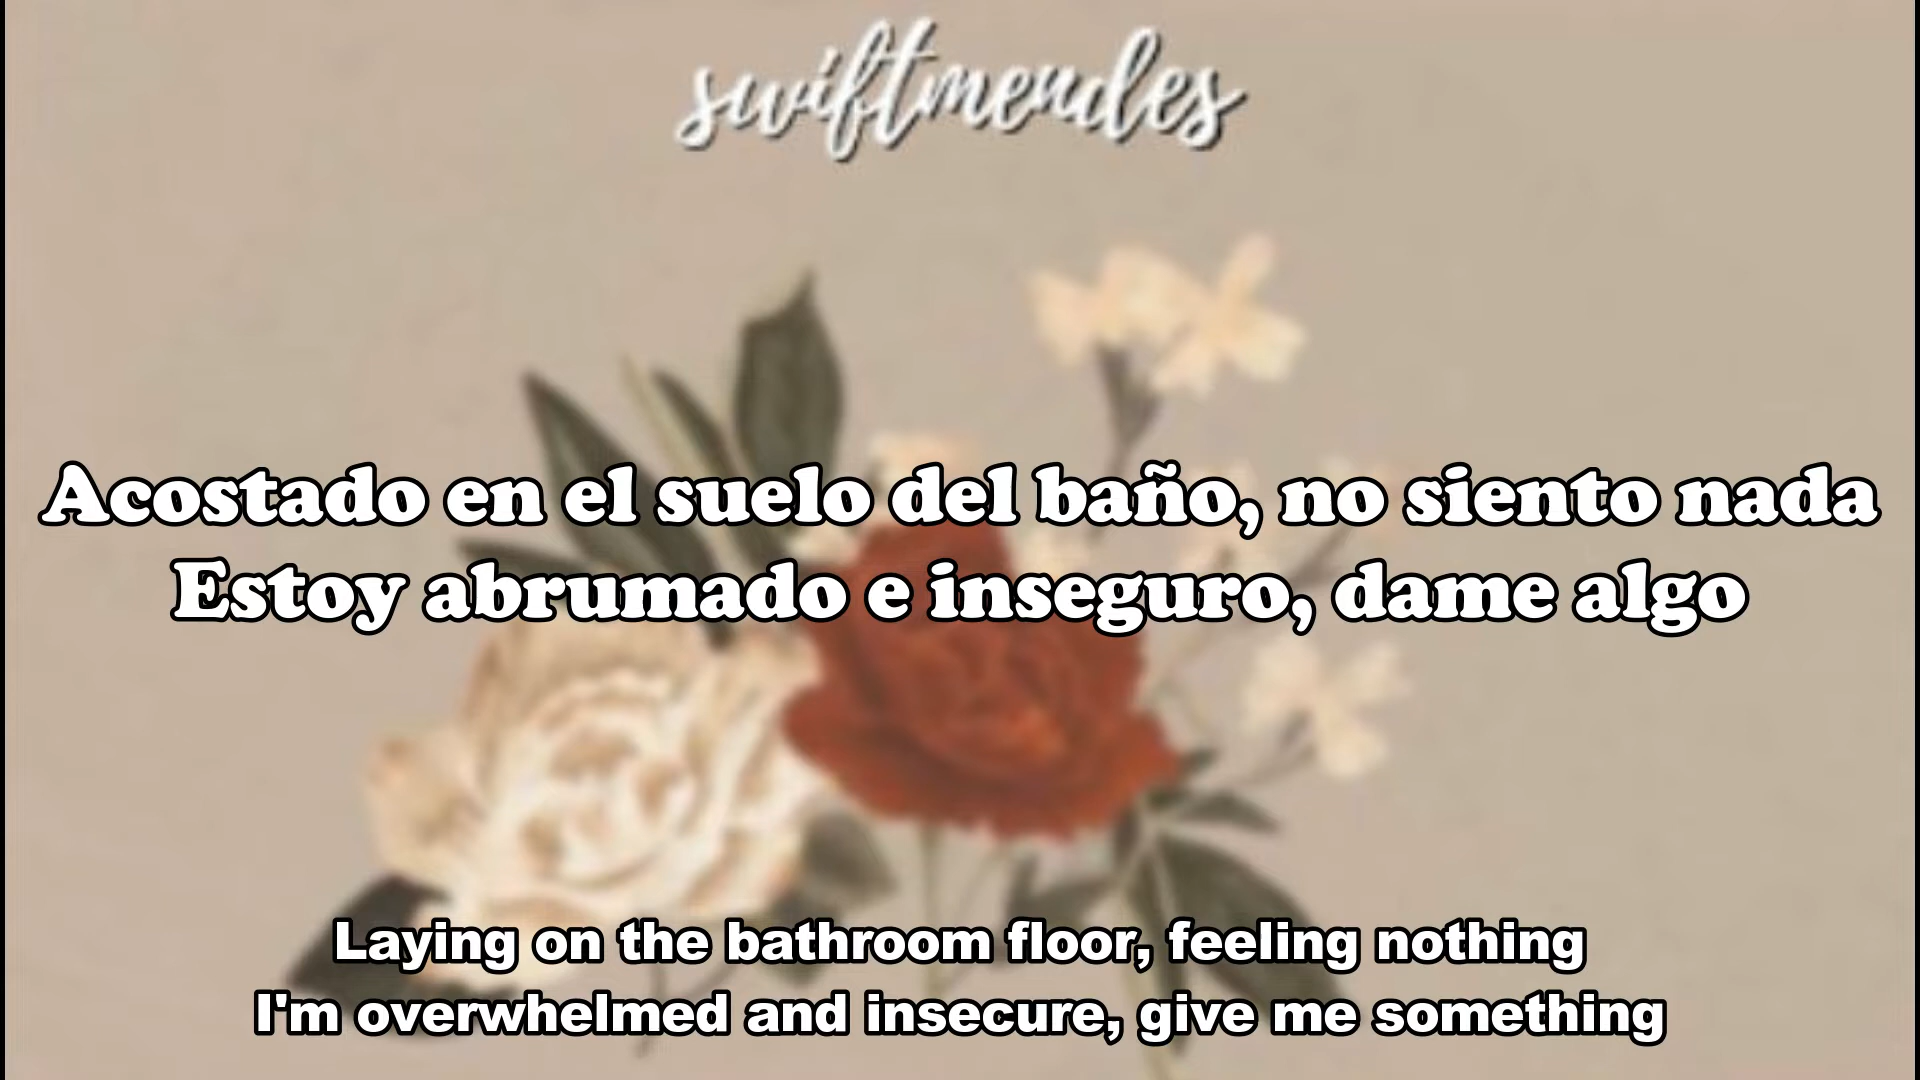 swiftmendes
Acostado en el suelo del baño, no siento nada
Estoy abrumado e inseguro, dame algo
Laying on the bathroom floor, feeling nothing
I'm overwhelmed and insecure, give me something